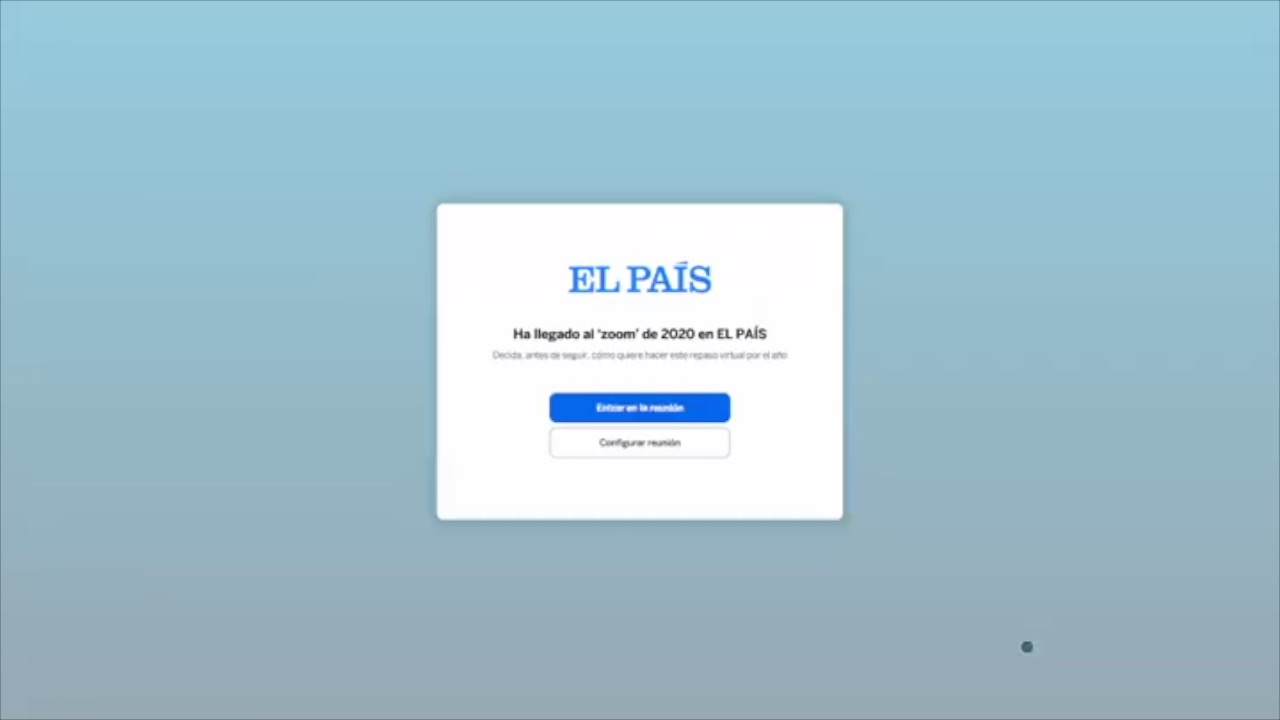 EL PAÍS
Ha llegado al ‘zoom’ de 2020 en EL PAÍS
Decida, antes de seguir, cómo quiere hacer este repaso virtual por el año
Entrar en la reunión
Configurar reunión